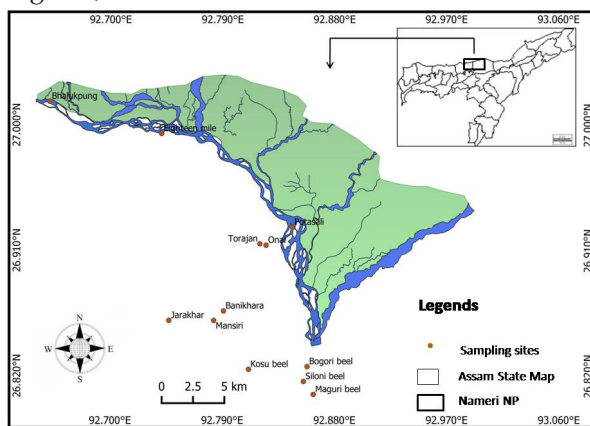 92.700 92.790 92.880 92.970 93.060
27.000 27.000
Bhalukpung
Eighteen mile
Potasali
Torajan Onai
26.910 26.910
Banikhara
Jarakhar
Mansiri
Legends
N
W E
S
Sampling sites
Kosu beel
Bogori beel
Siloni beel
Maguri beel
Assam State Map
Nameri NP
26.820 26.820
0 2.5 5 km
92.700 92.790 92.880 92.970 93.060